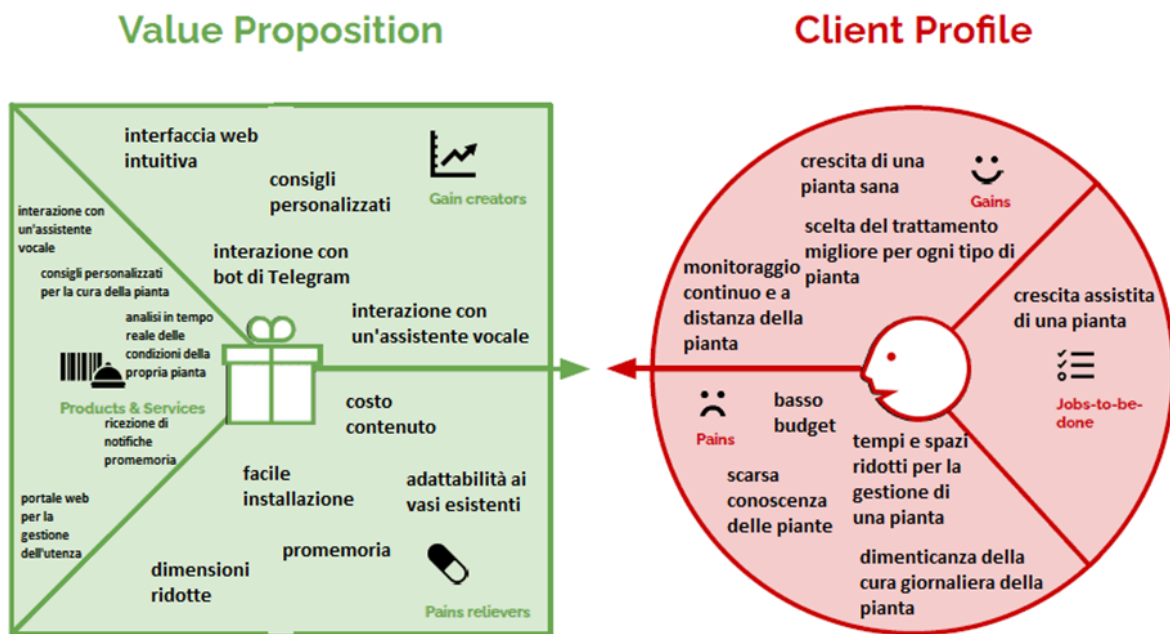 Value Proposition
Client Profile
interfaccia web
intuitiva
consigli
personalizzati
Gain creators
interazione con
bot di Telegram
interazione con
un'assistente vocale
interazione con
un'assistente
vocale
consigli personalizzati
per la cura della pianta
analisi in tempo
reale delle
condizioni della
propria pianta
Products & Services
ricezione di
notifiche
promemoria
portale web
per la
gestione
dell'utenza
costo
contenuto
facile
installazione
adattabilità ai
vasi esistenti
promemoria
dimensioni
ridotte
Pains relievers
crescita di una
pianta sana
Gains
scelta del trattamento
migliore per ogni tipo di
pianta
monitoraggio
continuo e a
distanza della
pianta
crescita assistita
di una pianta
Jobs-to-be-
done
Pains
basso
budget
tempi e spazi
ridotti per la
gestione di
una pianta
scarsa
conoscenza
delle piante
dimenticanza della
cura giornaliera della
pianta